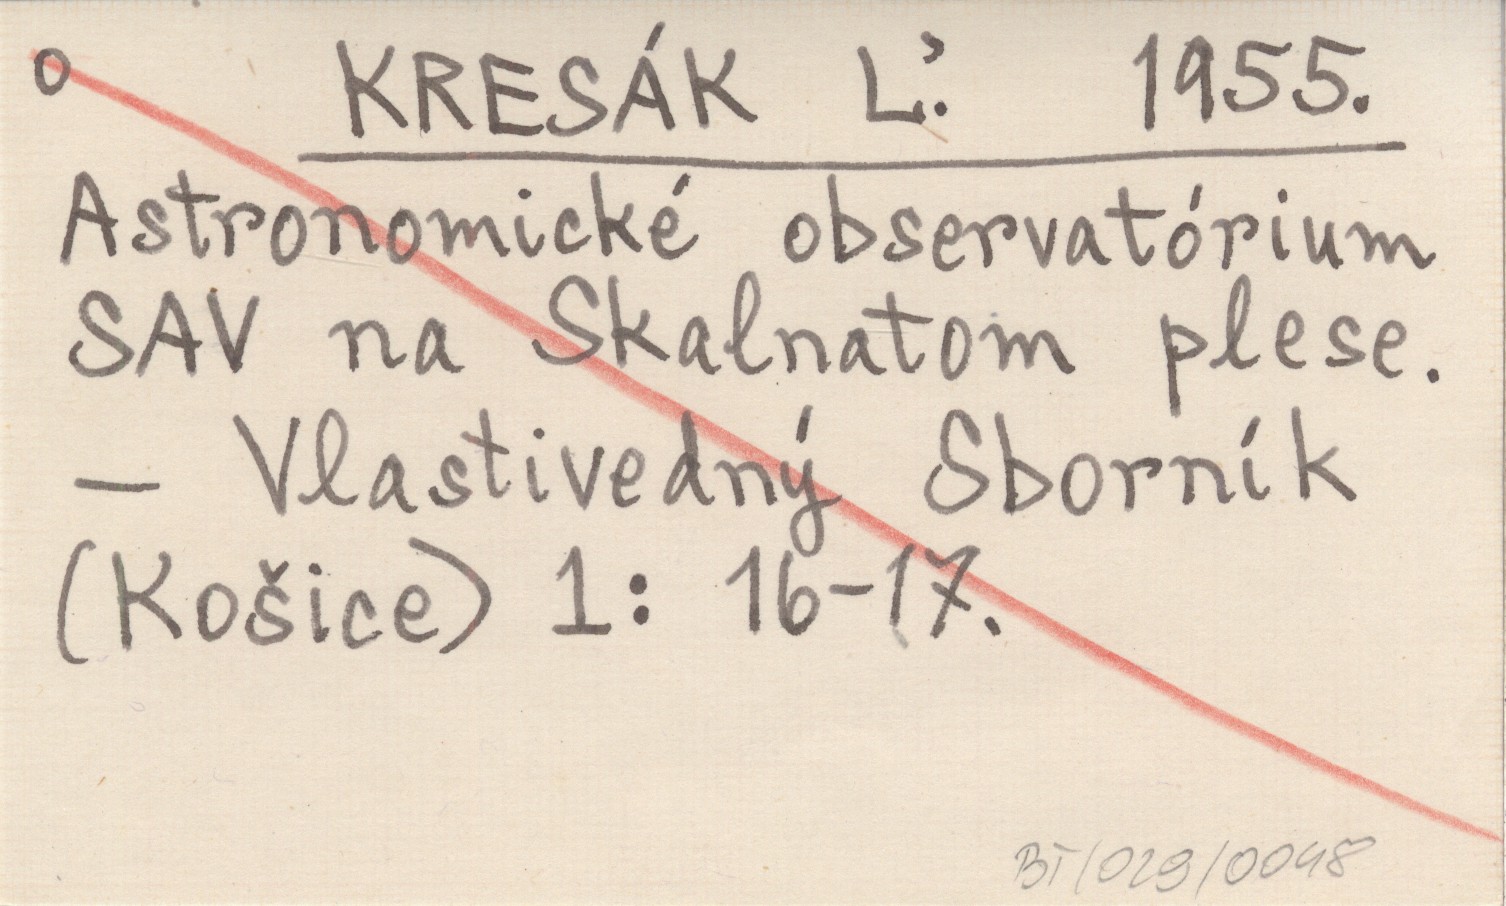 o KRESÁK Ľ. 1955.
Astronomické observatórium
SAV na Skalnatom plese.
— Vlastivedný Sborník
(Košice) 1: 16-17.
BT/029/0048